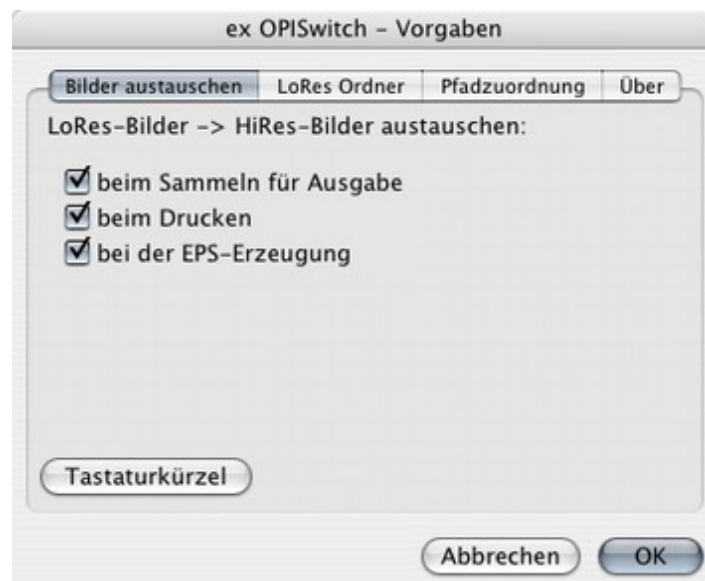 ex OPISwitch – Vorgaben
Bilder austauschen LoRes Ordner Pfadzuordnung Über
LoRes-Bilder -> HiRes-Bilder austauschen:
beim Sammeln für Ausgabe
beim Drucken
bei der EPS-Erzeugung
Tastaturkürzel
Abbrechen OK